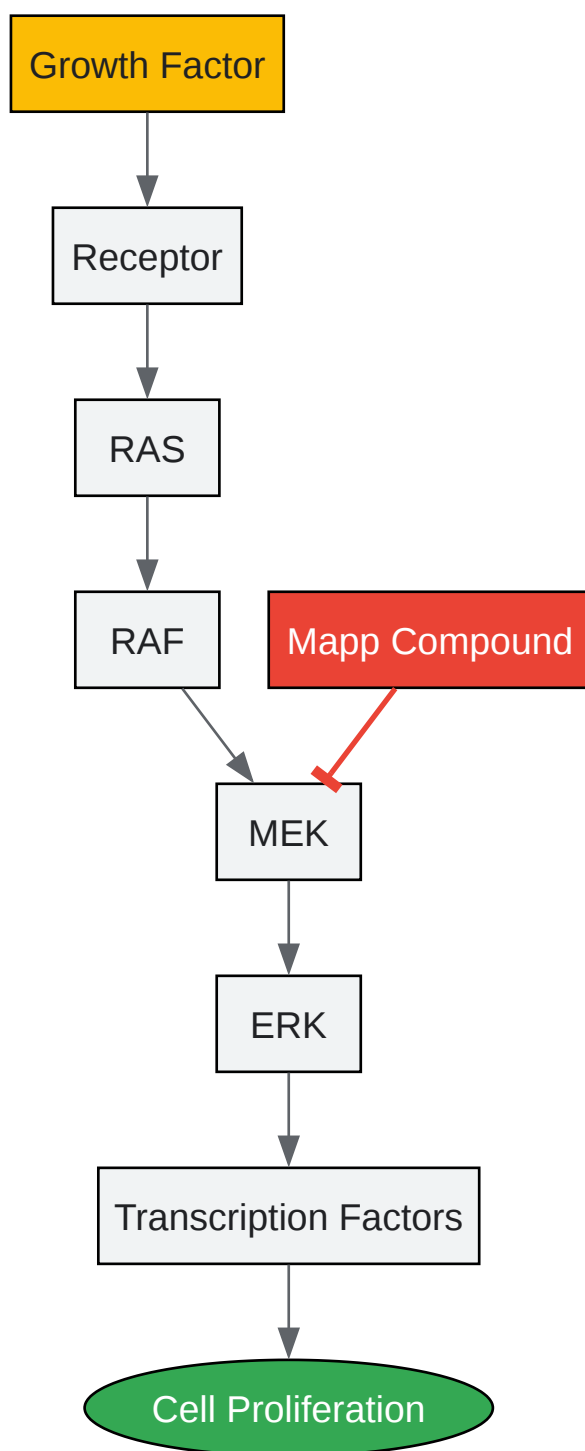 Growth Factor
Receptor
RAS
RAF
Mapp Compound
MEK
ERK
Transcription Factors
Cell Proliferation